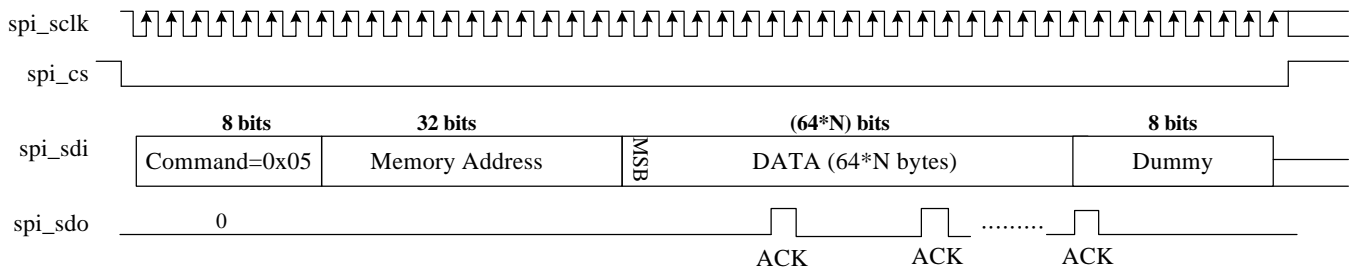 spi_sclk
spi_cs
8 bits 32 bits (64*N) bits 8 bits
spi_sdi Command=0x05 Memory Address MSB DATA (64*N bytes) Dummy
spi_sdo 0 .........
ACK ACK ACK